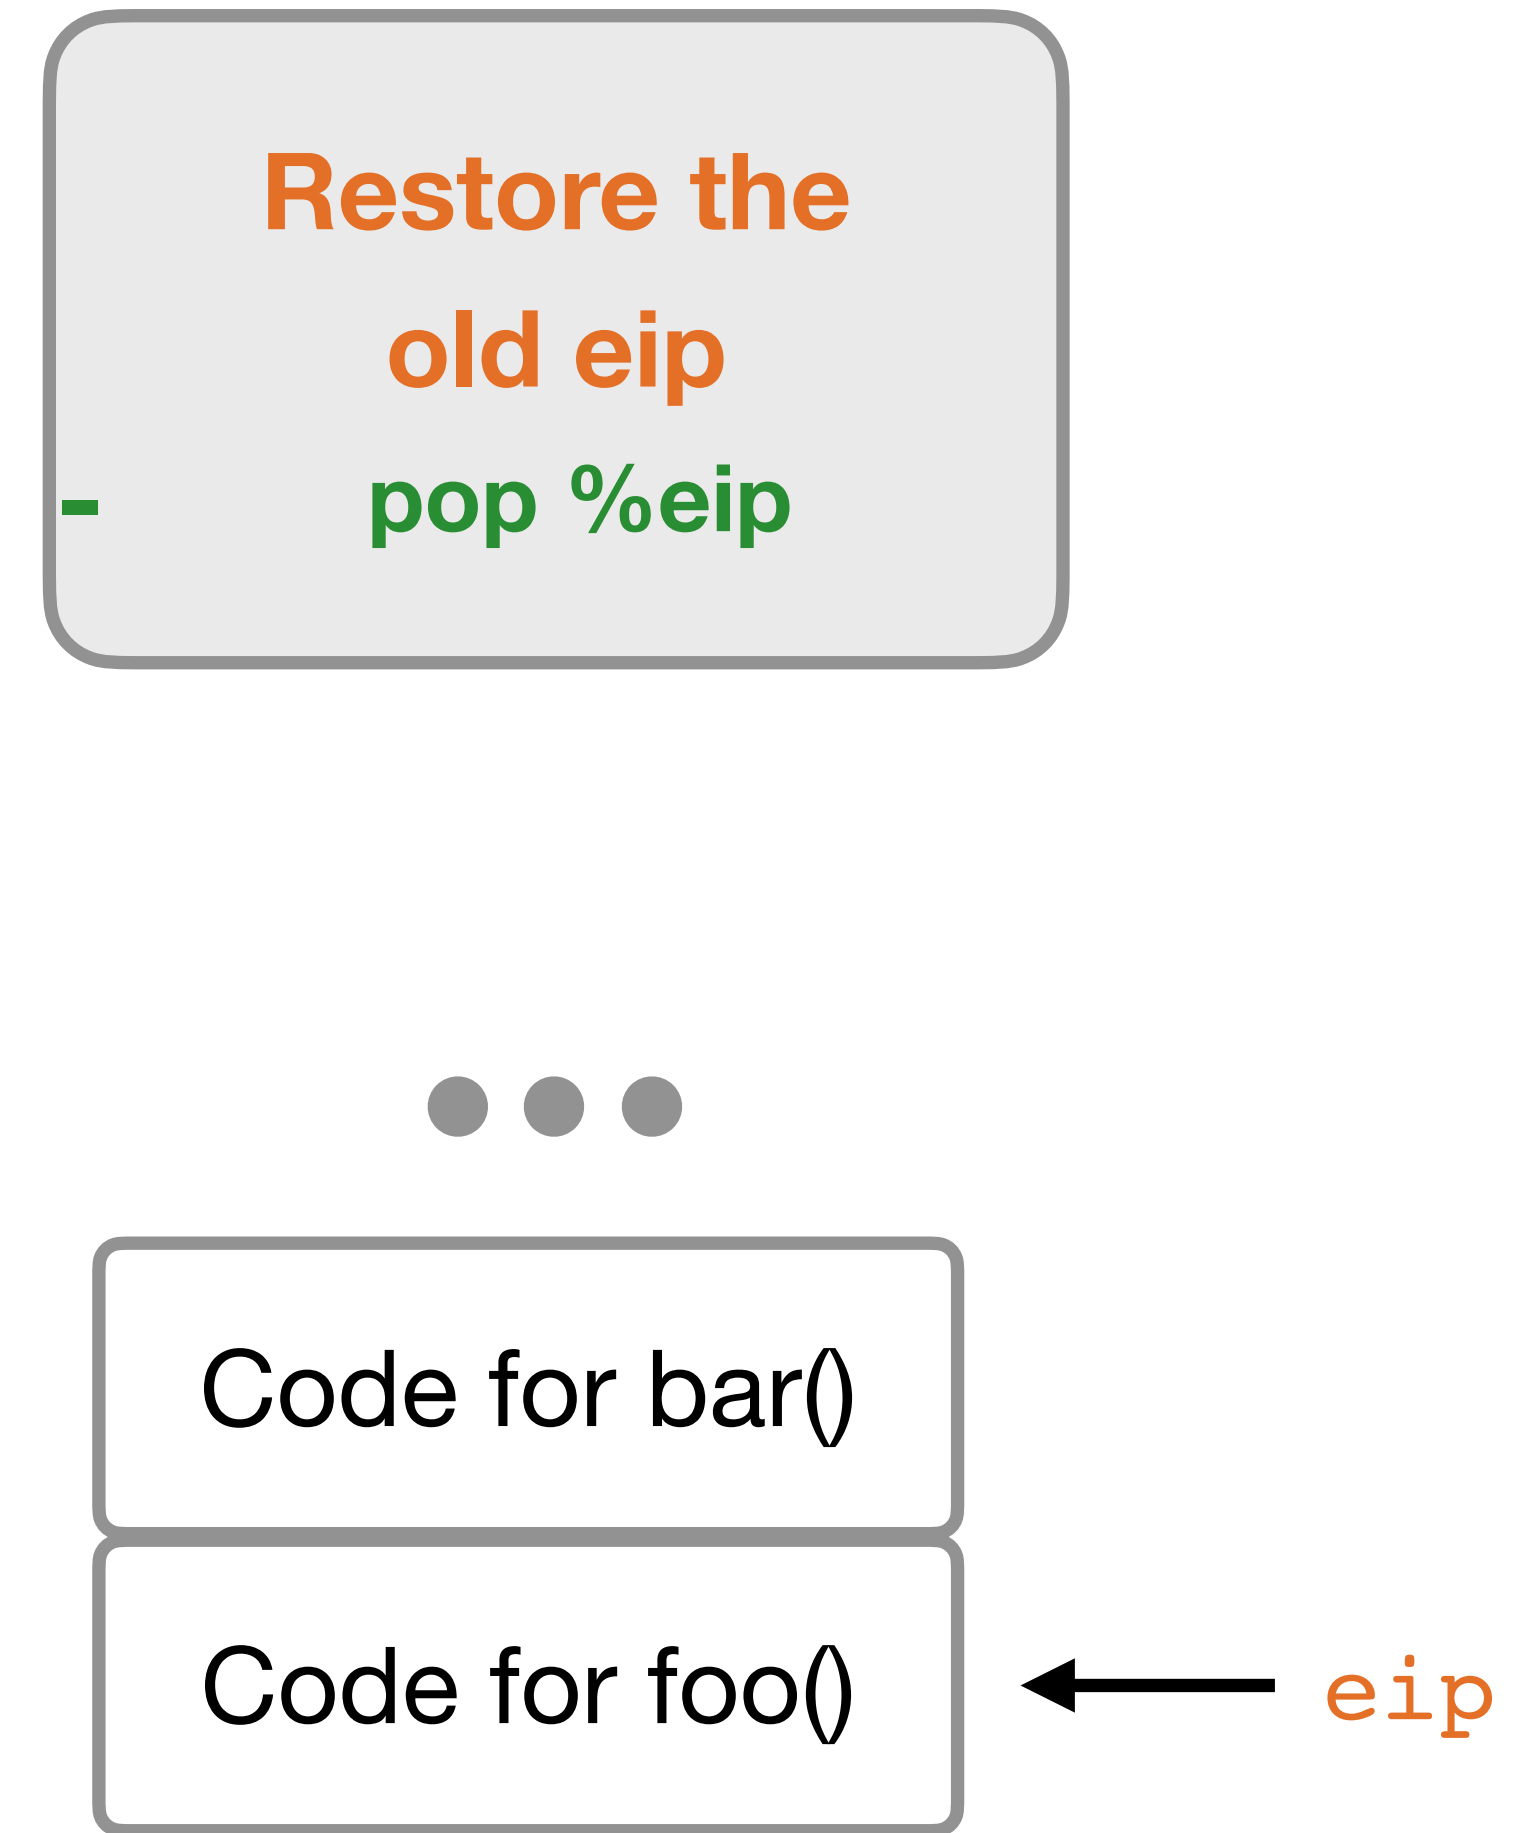 Restore the
old eip
- pop %eip
Code for bar()
Code for foo()
eip